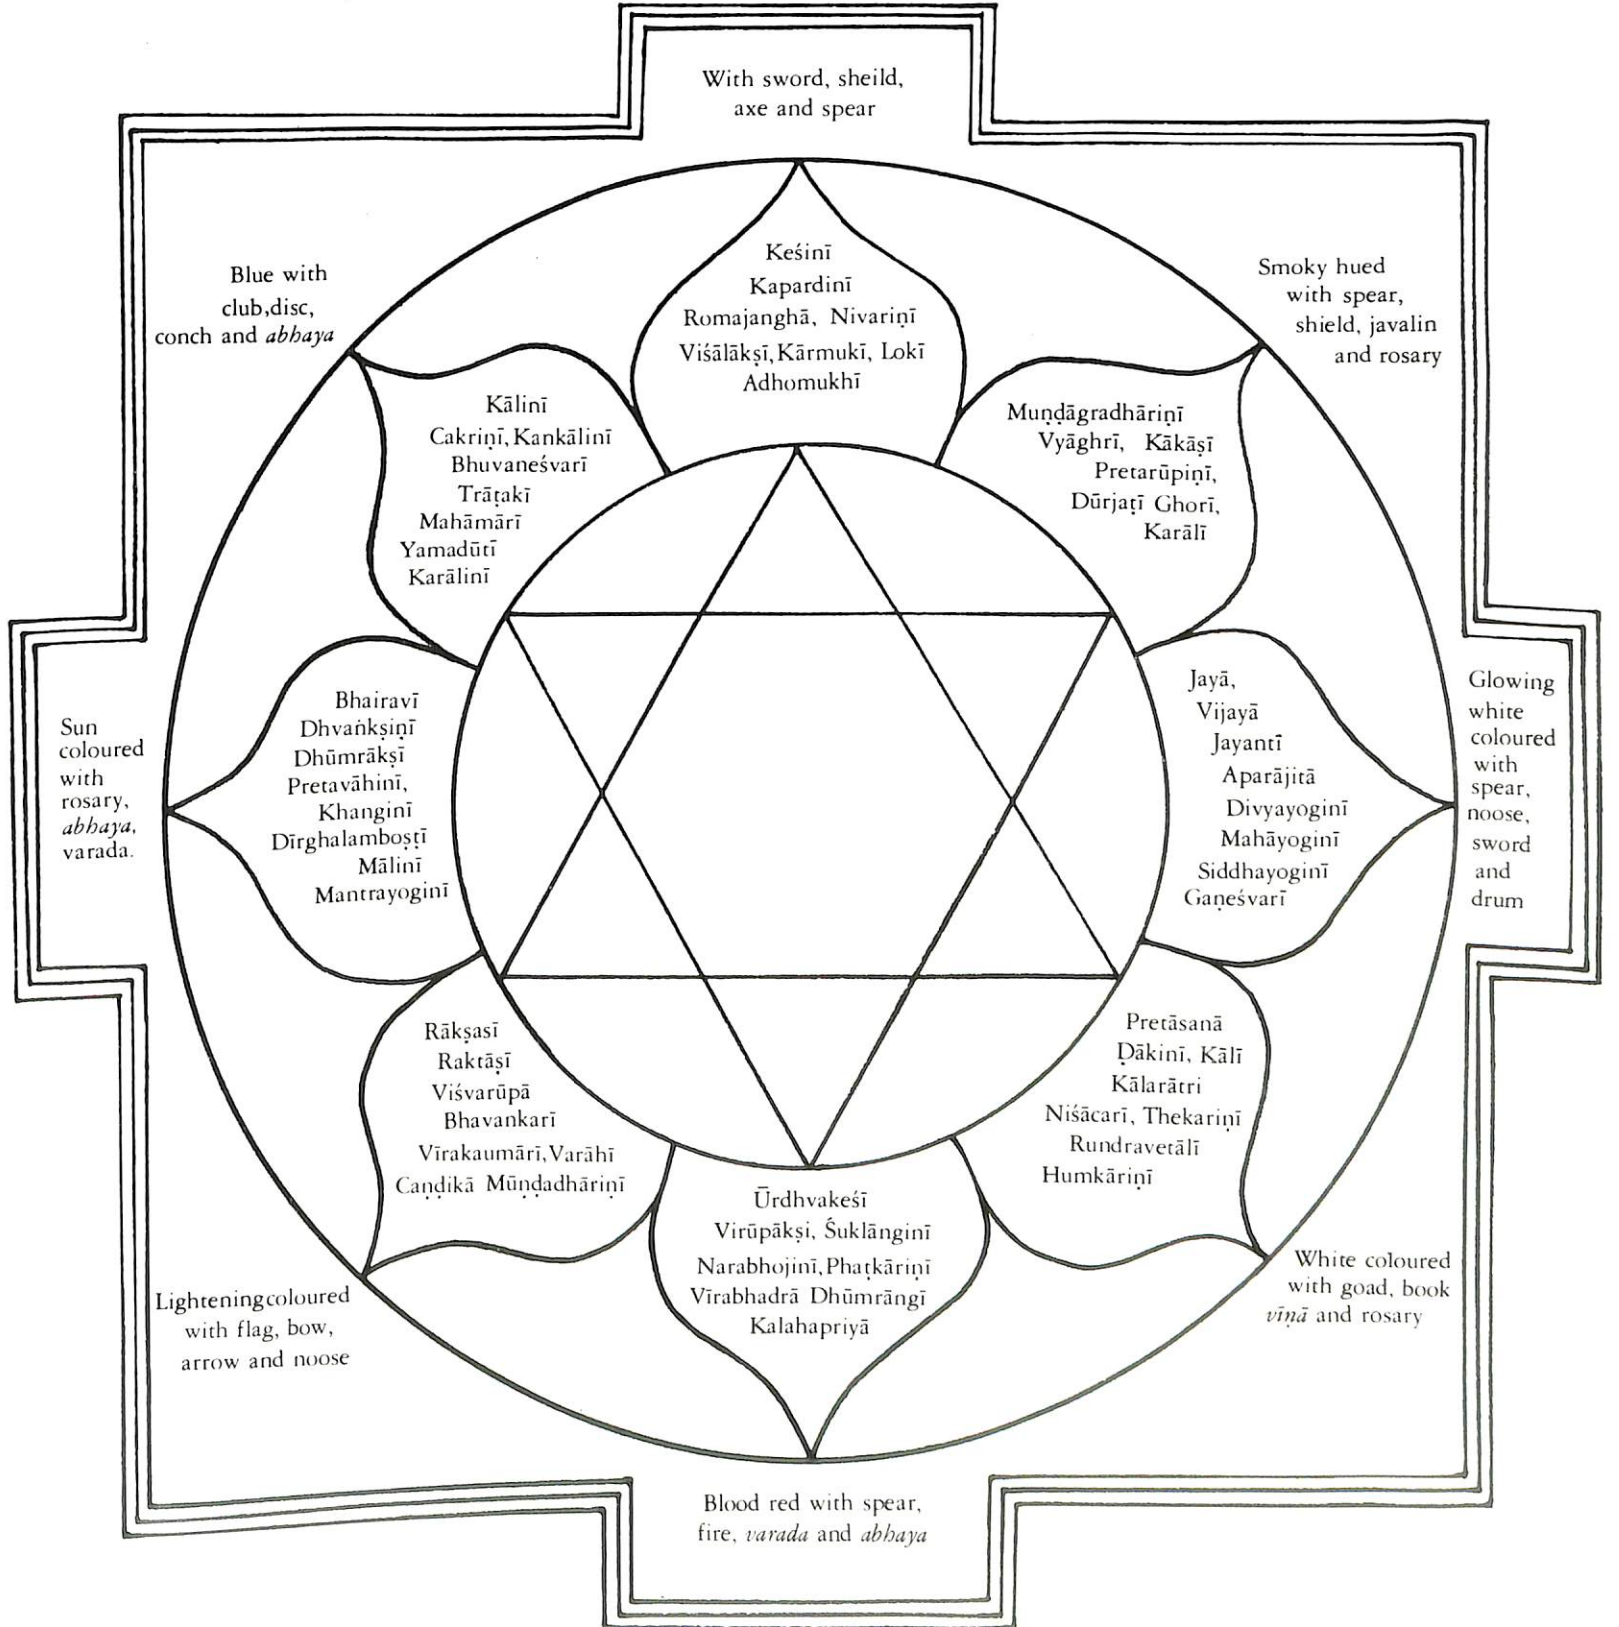 With sword, sheild,
axe and spear
Blue with
club,disc,
conch and abhaya
Keśinī
Kapardinī
Romajanghā, Nivariṇī
Viśālākṣī,Kārmukī, Lokī
Adhomukhī
Smoky hued
with spear,
shield, javalin
and rosary
Kālinī
Cakriṇī,Kankālinī
Bhuvaneśvarī
Trāṭakī
Mahāmārī
Yamadūtī
Karālinī
Muṇḍāgradhāriṇī
Vyāghrī, Kākāṣī
Pretarūpiṇī,
Dūrjaṭī Ghorī,
Karālī
Sun
coloured
with
rosary,
abhaya,
varada.
Bhairavī
Dhvaṅkṣiṇī
Dhūmrākṣī
Pretavāhinī,
Khanginī
Dīrghalamboṣṭī
Mālinī
Mantrayoginī
Jayā,
Vijayā
Jayantī
Aparājitā
Divyayoginī
Mahāyoginī
Siddhayoginī
Gaṇeśvarī
Glowing
white
coloured
with
spear,
noose,
sword
and
drum
Rākṣasī
Raktāṣī
Viśvarūpā
Bhavankarī
Vīrakaumārī,Varāhī
Caṇḍikā Mūṇḍadhāriṇī
Pretāsanā
Ḍākinī, Kālī
Kālarātri
Niśācarī, Thekariṇī
Rundravetālī
Humkāriṇī
Ūrdhvakeśī
Virūpākṣi, Śuklānginī
Narabhojinī,Phaṭkāriṇī
Vīrabhadrā Dhūmrāngī
Kalahapriyā
Lighteningcoloured
with flag, bow,
arrow and noose
White coloured
with goad, book
vīṇā and rosary
Blood red with spear,
fire, varada and abhaya